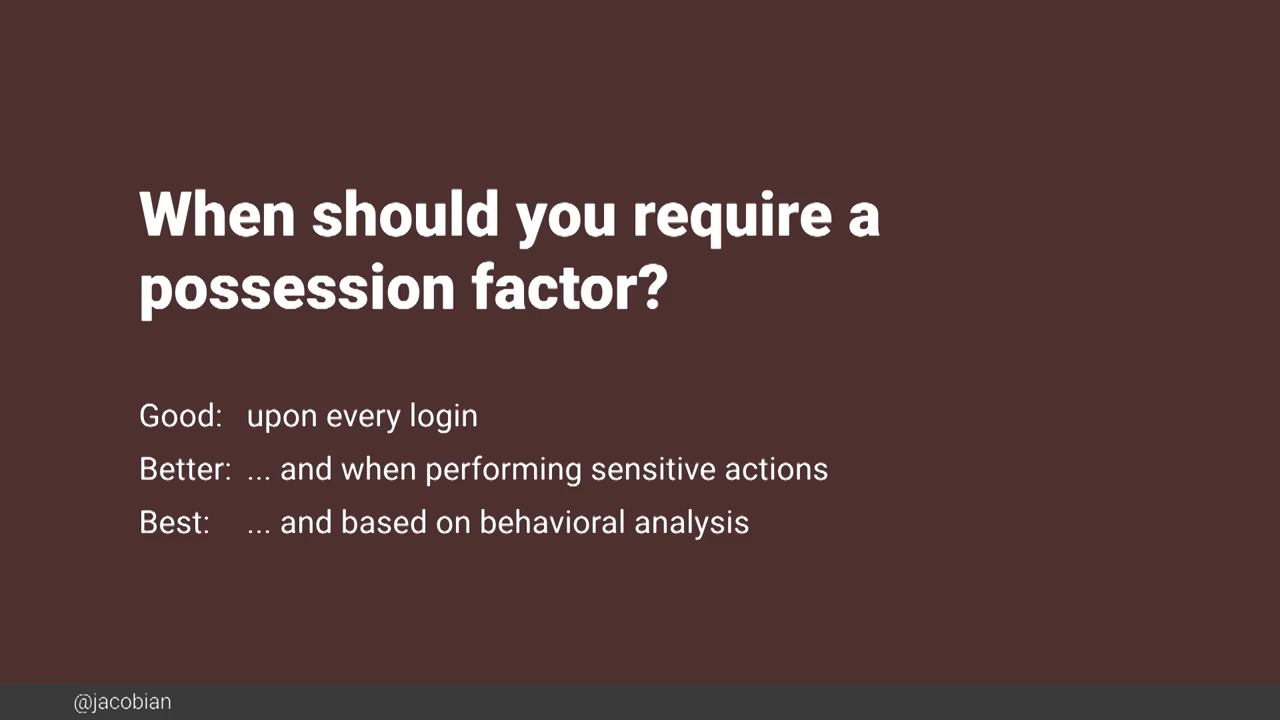 When should you require a
possession factor?
Good: upon every login
Better: ... and when performing sensitive actions
Best: ... and based on behavioral analysis
@jacobian